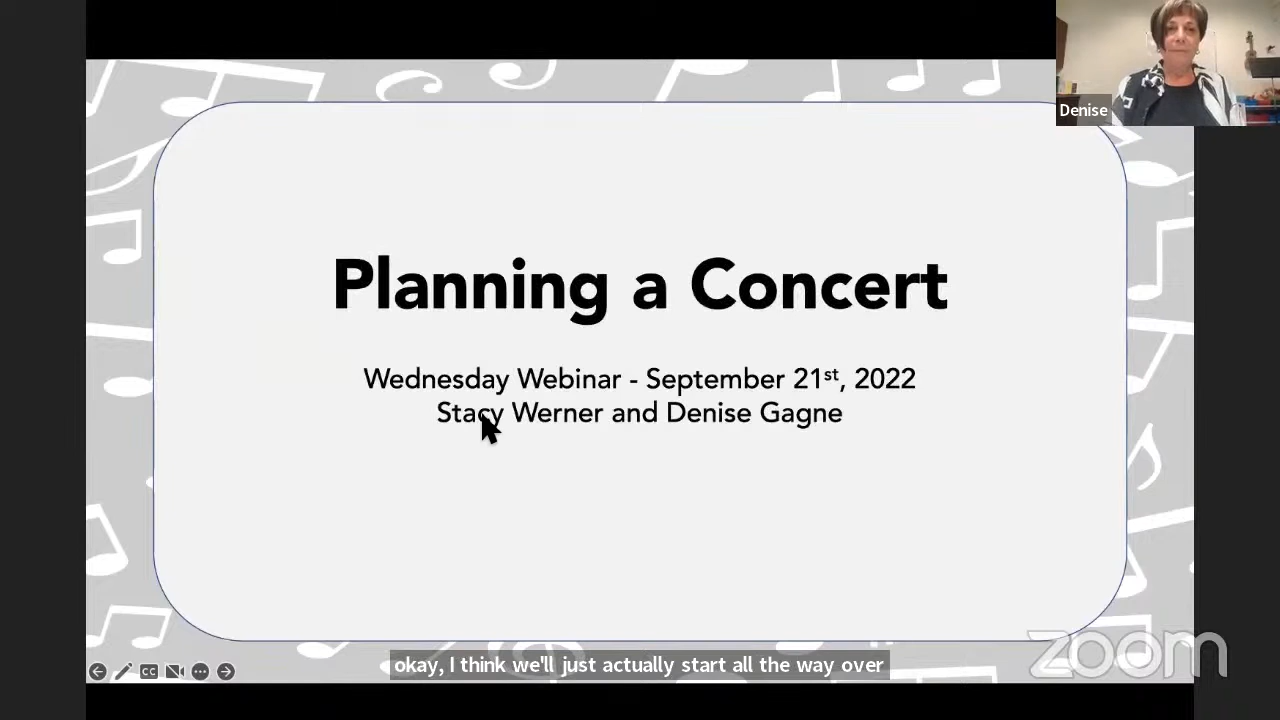 Denise
Planning a Concert
Wednesday Webinar - September 21st, 2022
Stacy Werner and Denise Gagne
okay, I think we'll just actually start all the way over
zoom
CC